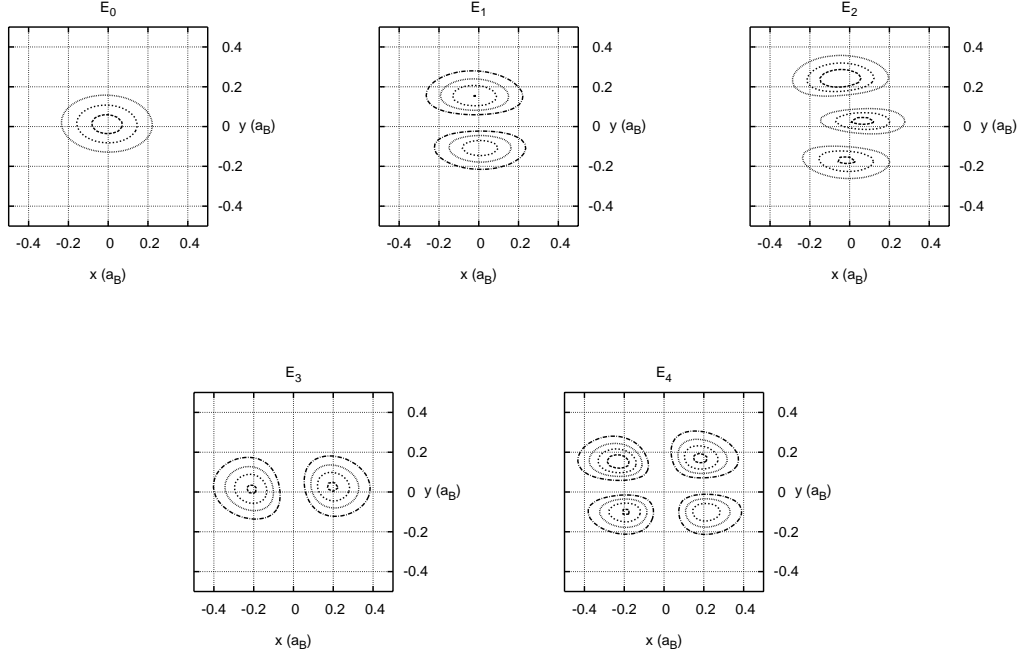 E0 E1 E2
0.4 0.4 0.4
0.2 0.2 0.2
0 y (aB) 0 y (aB) 0 y (aB)
-0.2 -0.2 -0.2
-0.4 -0.4 -0.4
-0.4 -0.2 0 0.2 0.4 -0.4 -0.2 0 0.2 0.4 -0.4 -0.2 0 0.2 0.4
x (aB) x (aB) x (aB)
E3 E4
0.4 0.4
0.2 0.2
0 y (aB) 0 y (aB)
-0.2 -0.2
-0.4 -0.4
-0.4 -0.2 0 0.2 0.4 -0.4 -0.2 0 0.2 0.4
x (aB) x (aB)